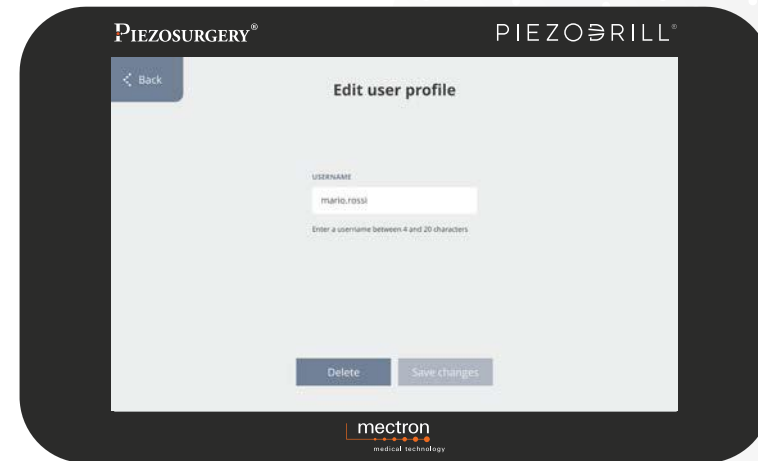 PIEZOSURGERY® PIEZODRILL®
Back
Edit user profile
USERNAME
mario.rossi
Enter a username between 4 and 20 characters
Delete Save changes
mectron
medical technology